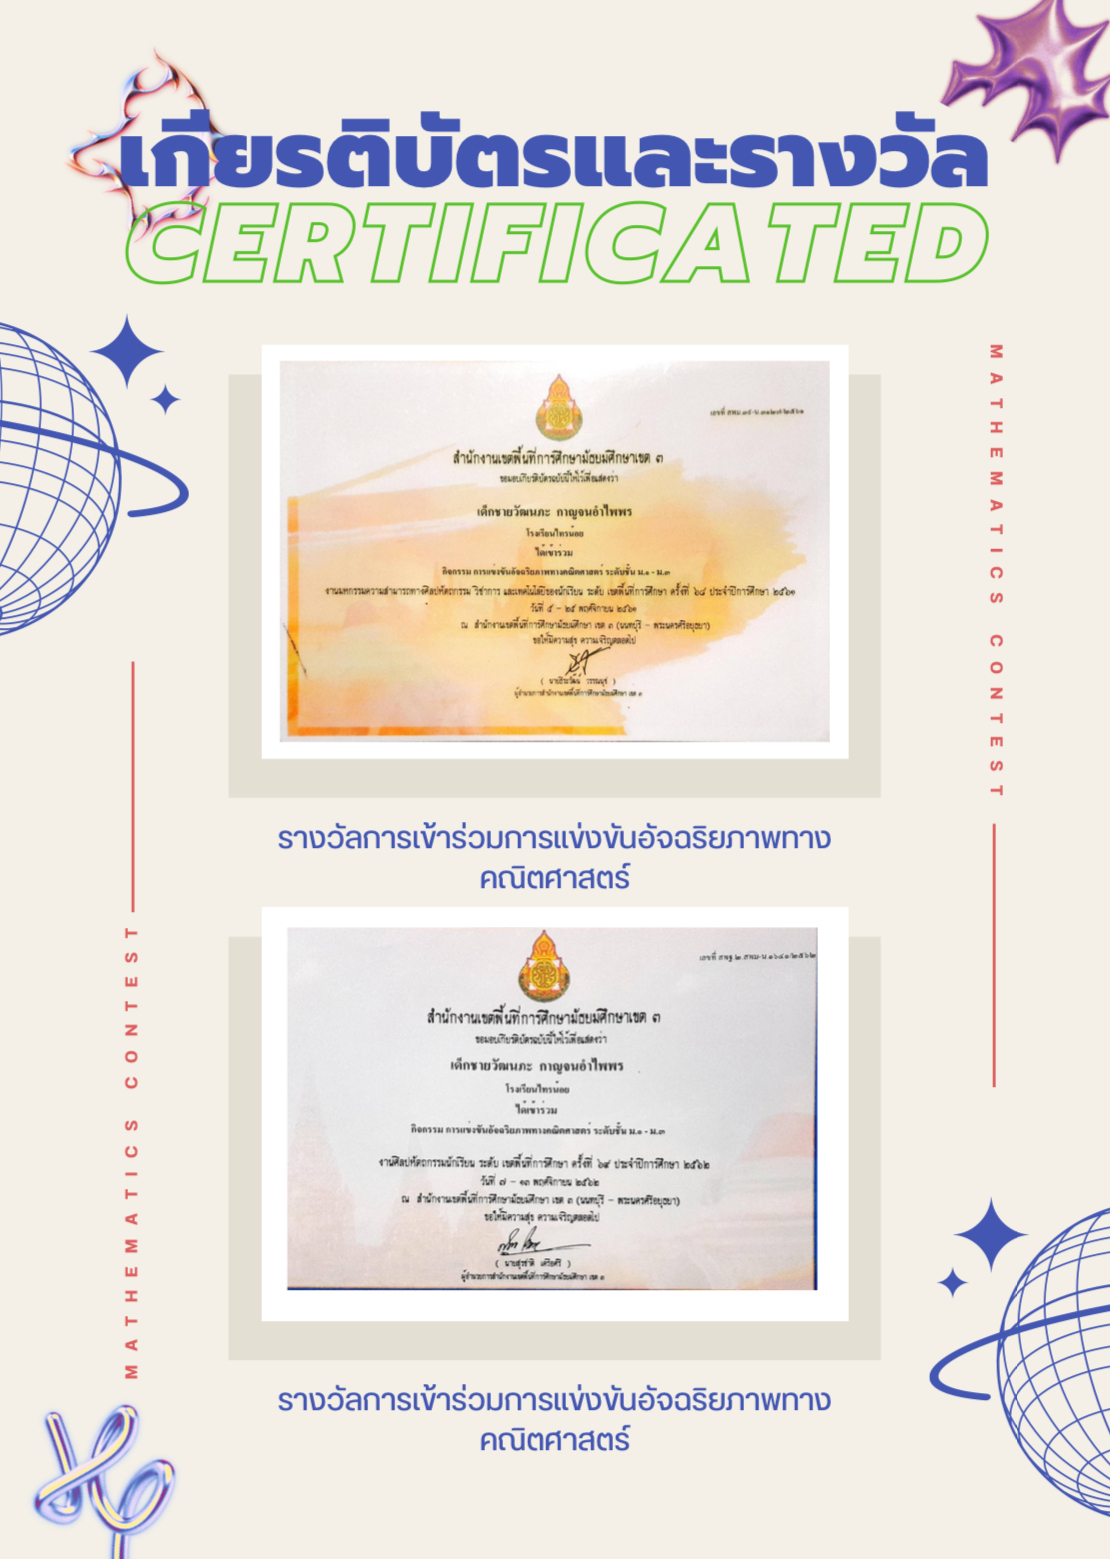 เกียรติบัตรและรางวัล
CERTIFICATED
MATHEMATICS CONTEST
สำนักงานเขตพื้นที่การศึกษามัธยมศึกษาเขต ๓
ขอมอบเกียรติบัตรฉบับนี้ไว้เพื่อแสดงว่า
เด็กชายวัฒนภะ กาญจนอำไพพร
โรงเรียนไทรน้อย
ได้เข้าร่วม
กิจกรรม การแข่งขันอัจฉริยภาพทางคณิตศาสตร์ ระดับชั้น ม.๑ - ม.๓
งานมหกรรมความสามารถทางศิลปหัตถกรรม วิชาการ และเทคโนโลยีของนักเรียน ระดับ เขตพื้นที่การศึกษา ครั้งที่ ๖๘ ประจำปีการศึกษา ๒๕๖๑
วันที่ ๕ - ๒๕ พฤศจิกายน ๒๕๖๑
ณ สำนักงานเขตพื้นที่การศึกษามัธยมศึกษา เขต ๓ (นนทบุรี - พระนครศรีอยุธยา)
ขอให้มีความสุข ความเจริญตลอดไป
ผู้อำนวยการสำนักงานเขตพื้นที่การศึกษามัธยมศึกษา เขต ๓
รางวัลการเข้าร่วมการแข่งขันอัจฉริยภาพทาง
คณิตศาสตร์
สำนักงานเขตพื้นที่การศึกษามัธยมศึกษาเขต ๓
ขอมอบเกียรติบัตรฉบับนี้ให้ไว้เพื่อแสดงว่า
เด็กชายวัฒนภะ กาญจนอำไพพร
โรงเรียนไทรน้อย
ได้เข้าร่วม
กิจกรรม การแข่งขันอัจฉริยภาพทางคณิตศาสตร์ ระดับชั้น ม.๑ - ม.๓
งานศิลปหัตถกรรมนักเรียน ระดับ เขตพื้นที่การศึกษา ครั้งที่ ๖๙ ประจำปีการศึกษา ๒๕๖๒
วันที่ ๗ - ๑๓ พฤศจิกายน ๒๕๖๒
ณ สำนักงานเขตพื้นที่การศึกษามัธยมศึกษา เขต ๓ (นนทบุรี - พระนครศรีอยุธยา)
ขอให้มีความสุข ความเจริญตลอดไป
ผู้อำนวยการสำนักงานเขตพื้นที่การศึกษามัธยมศึกษา เขต ๓
รางวัลการเข้าร่วมการแข่งขันอัจฉริยภาพทาง
คณิตศาสตร์
MATHEMATICS CONTEST